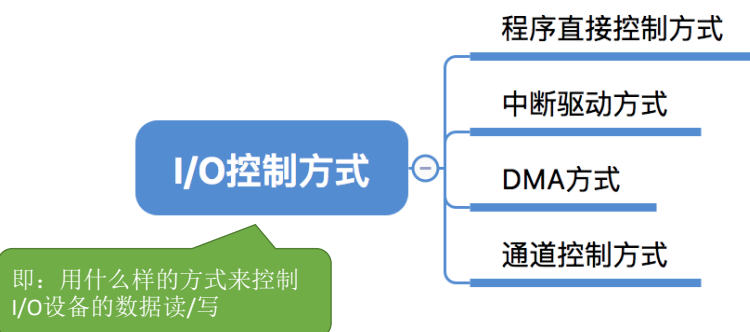 程序直接控制方式
中断驱动方式
I/O控制方式
DMA方式
通道控制方式
即：用什么样的方式来控制
I/O设备的数据读/写